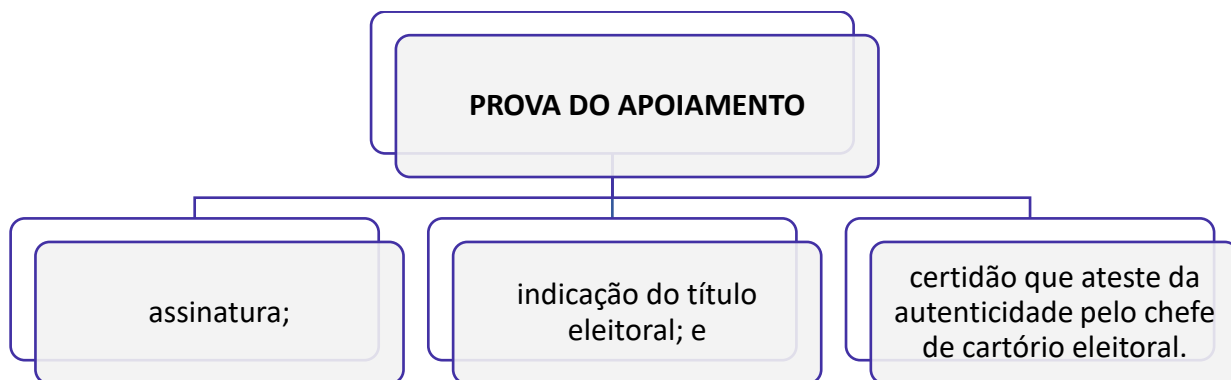 PROVA DO APOIAMENTO
assinatura;
indicação do título
eleitoral; e
certidão que ateste da
autenticidade pelo chefe
de cartório eleitoral.